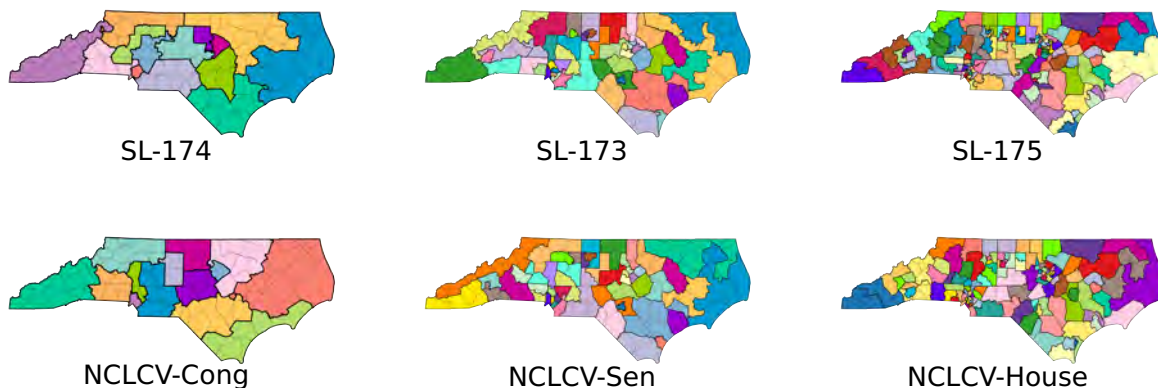 SL-174
SL-173
SL-175
NCLCV-Cong
NCLCV-Sen
NCLCV-House